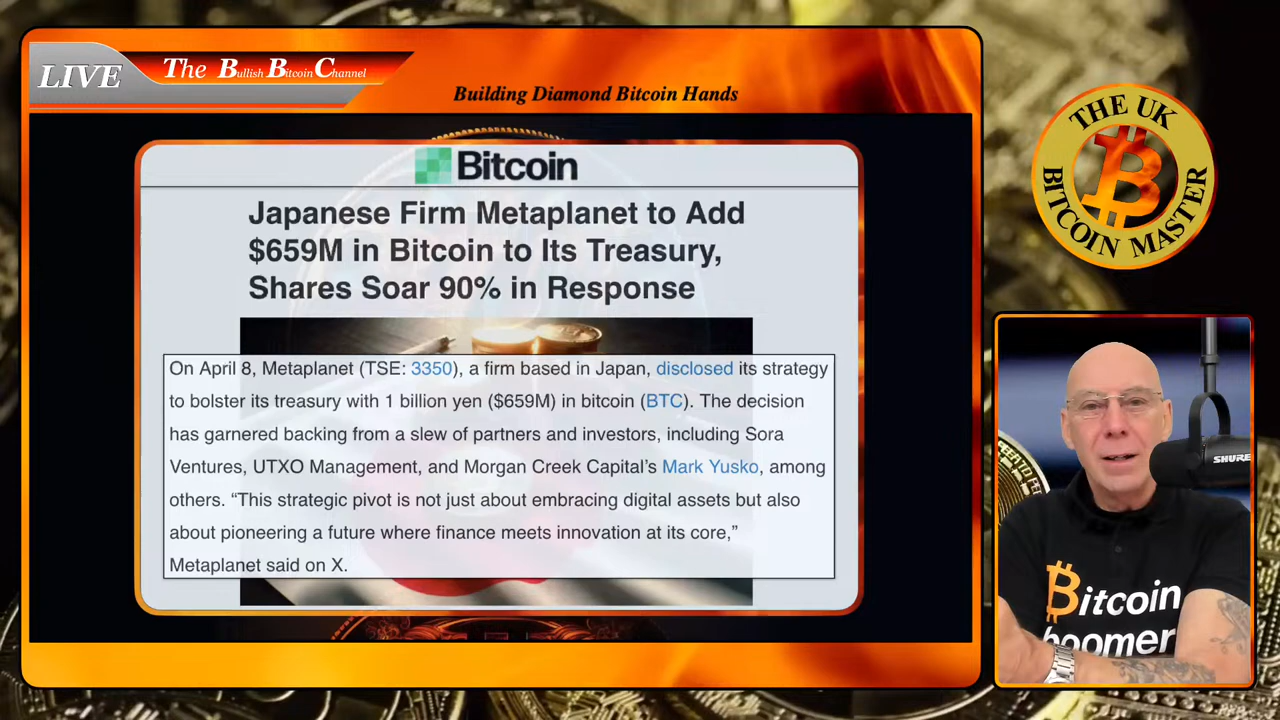 LIVE
The Bullish Bitcoin Channel
Building Diamond Bitcoin Hands
Bitcoin
Japanese Firm Metaplanet to Add
$659M in Bitcoin to Its Treasury,
Shares Soar 90% in Response
On April 8, Metaplanet (TSE: 3350), a firm based in Japan, disclosed its strategy
to bolster its treasury with 1 billion yen ($659M) in bitcoin (BTC). The decision
has garnered backing from a slew of partners and investors, including Sora
Ventures, UTXO Management, and Morgan Creek Capital’s Mark Yusko, among
others. “This strategic pivot is not just about embracing digital assets but also
about pioneering a future where finance meets innovation at its core,”
Metaplanet said on X.
THE UK
BITCOIN MASTER
SHURE
Bitcoin
boomer